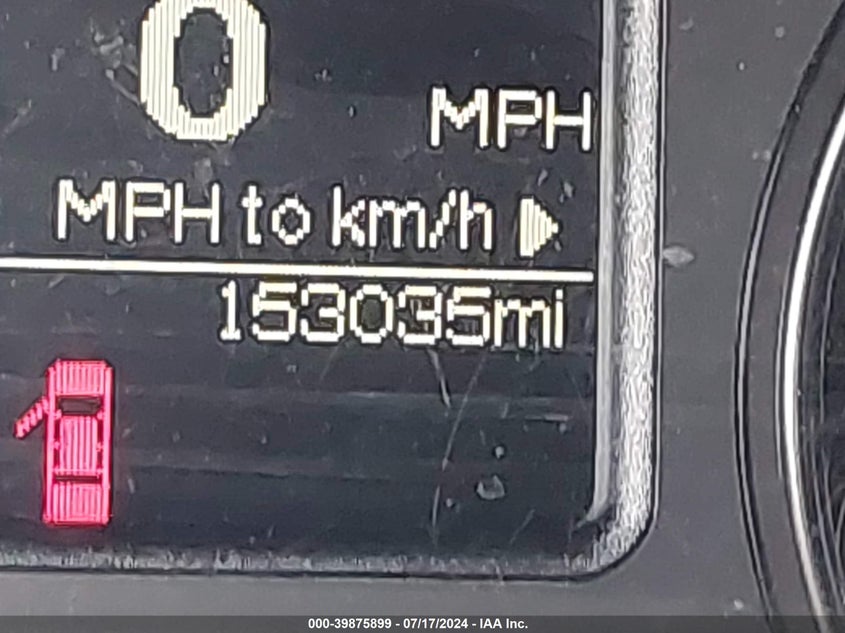 0
MPH
MPH to km/h
153035mi
000-39875899 - 07/17/2024 - IAA Inc.